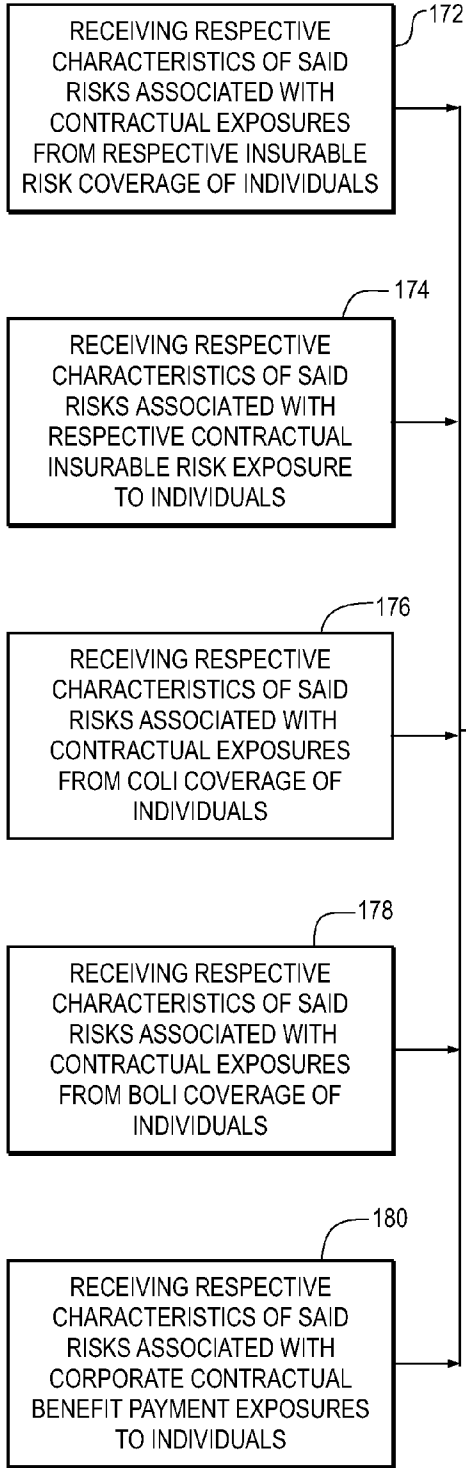 172
RECEIVING RESPECTIVE
CHARACTERISTICS OF SAID
RISKS ASSOCIATED WITH
CONTRACTUAL EXPOSURES
FROM RESPECTIVE INSURABLE
RISK COVERAGE OF INDIVIDUALS
174
RECEIVING RESPECTIVE
CHARACTERISTICS OF SAID
RISKS ASSOCIATED WITH
RESPECTIVE CONTRACTUAL
INSURABLE RISK EXPOSURE
TO INDIVIDUALS
176
RECEIVING RESPECTIVE
CHARACTERISTICS OF SAID
RISKS ASSOCIATED WITH
CONTRACTUAL EXPOSURES
FROM COLI COVERAGE OF
INDIVIDUALS
178
RECEIVING RESPECTIVE
CHARACTERISTICS OF SAID
RISKS ASSOCIATED WITH
CONTRACTUAL EXPOSURES
FROM BOLI COVERAGE OF
INDIVIDUALS
180
RECEIVING RESPECTIVE
CHARACTERISTICS OF SAID
RISKS ASSOCIATED WITH
CORPORATE CONTRACTUAL
BENEFIT PAYMENT EXPOSURES
TO INDIVIDUALS